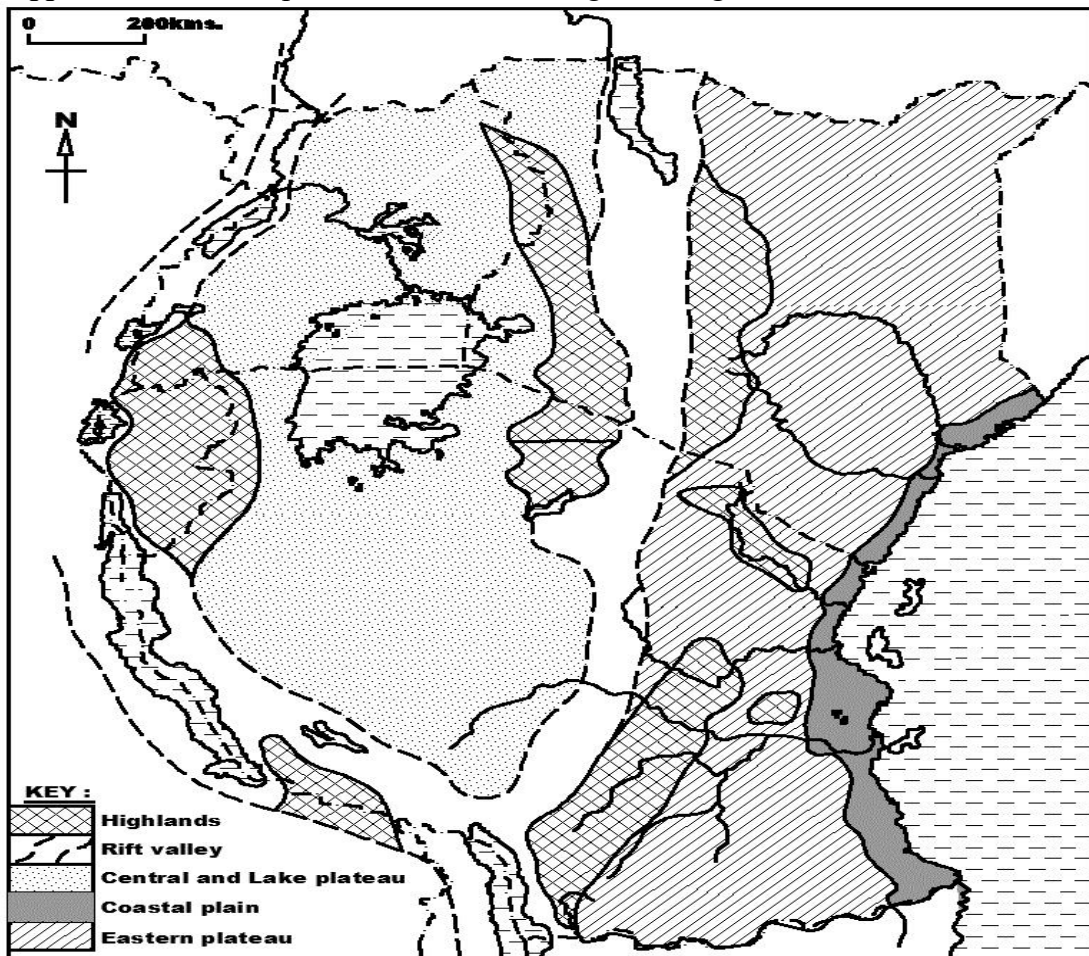 0 200kms.
N
KEY :
Highlands
Rift valley
Central and Lake plateau
Coastal plain
Eastern plateau